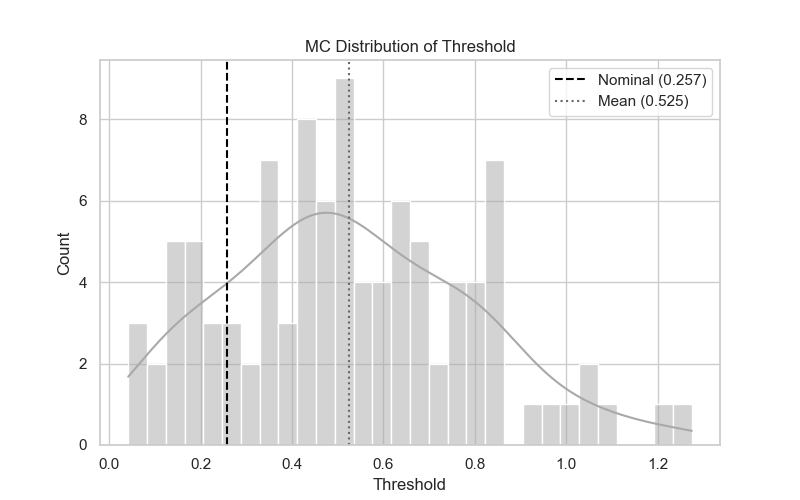 MC Distribution of Threshold
Nominal (0.257)
Mean (0.525)
Count
8
6
4
2
0
0.0 0.2 0.4 0.6 0.8 1.0 1.2
Threshold